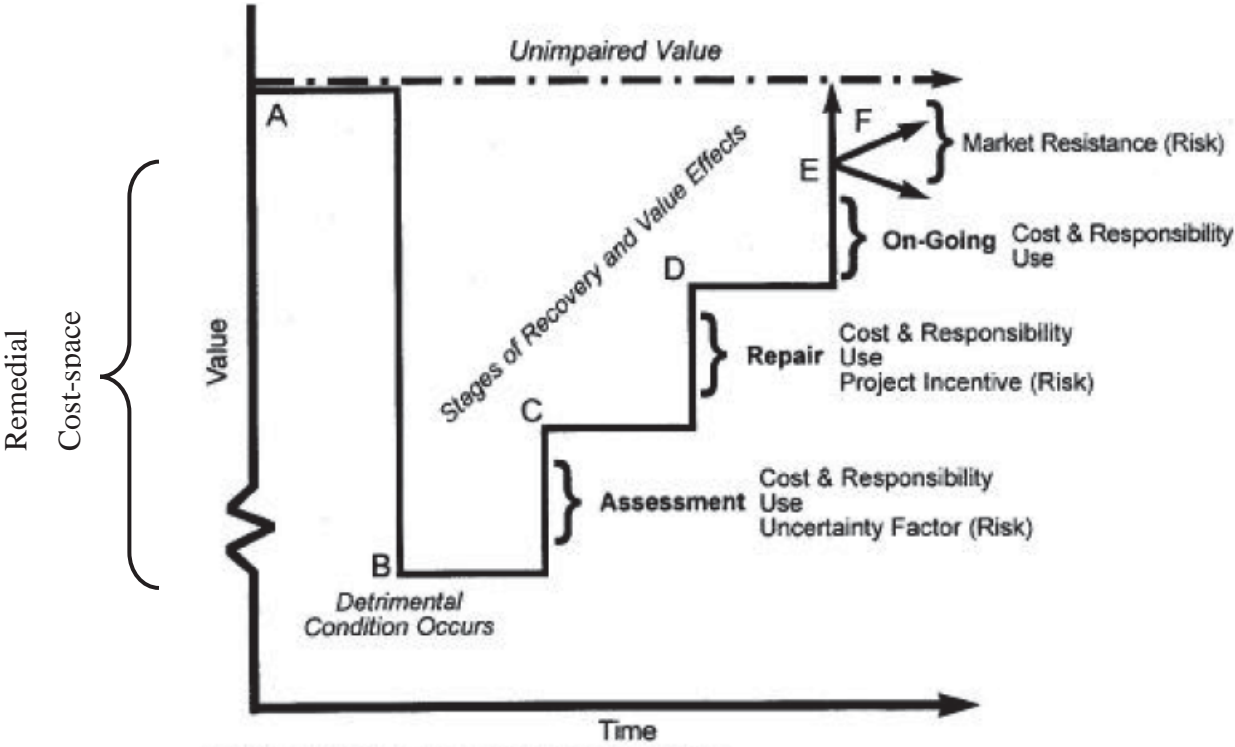 Unimpaired Value
A
F
Market Resistance (Risk)
E
On-Going
Cost & Responsibility
Use
Stages of Recovery and Value Effects
D
Repair
Cost & Responsibility
Use
Project Incentive (Risk)
Remedial
Cost-space
Value
C
Assessment
Cost & Responsibility
Use
Uncertainty Factor (Risk)
B
Detrimental
Condition Occurs
Time